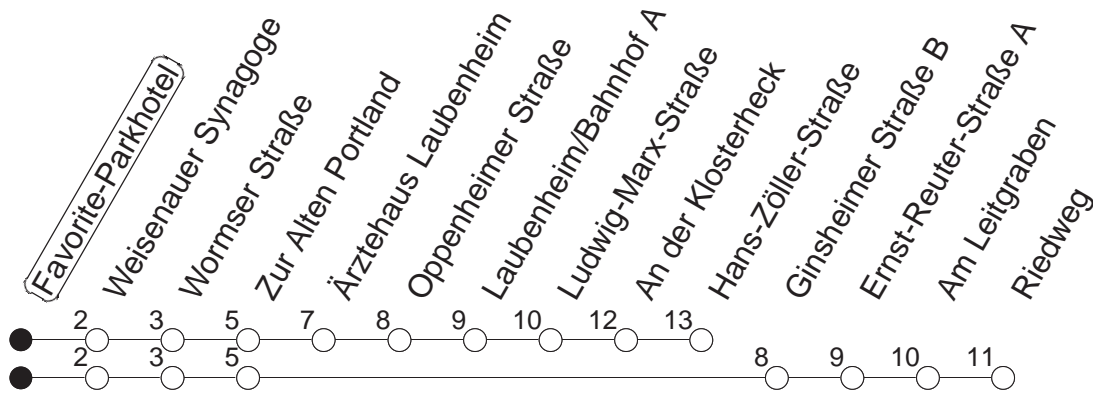 Favorite-Parkhotel
Weisenauer Synagoge
Wormser Straße
Zur Alten Portland
Ärztehaus Laubenheim
Oppenheimer Straße
Laubenheim/Bahnhof A
Ludwig-Marx-Straße
An der Klosterheck
Hans-Zöller-Straße
Ginsheimer Straße B
Ernst-Reuter-Straße A
Am Leitgraben
Riedweg
2 3 5 7 8 9 10 12 13
2 3 5 8 9 10 11